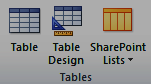 Table
Table
Design
SharePoint
Lists
Tables